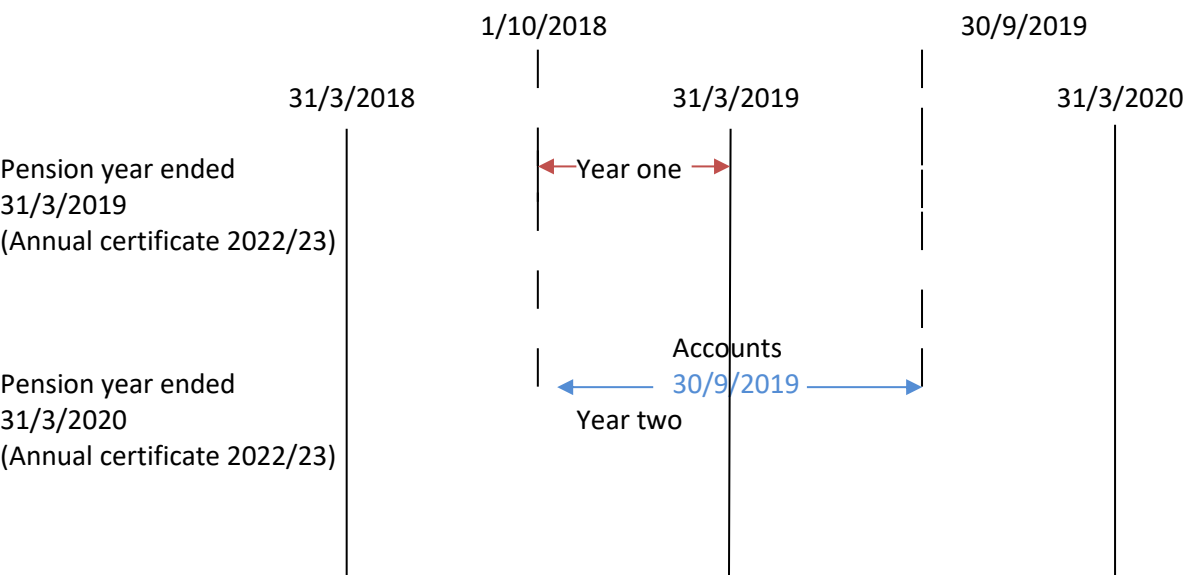 1/10/2018 30/9/2019
31/3/2018 31/3/2019 31/3/2020
Pension year ended
31/3/2019
(Annual certificate 2022/23)
Year one
Accounts
30/9/2019
Pension year ended
31/3/2020
(Annual certificate 2022/23)
Year two